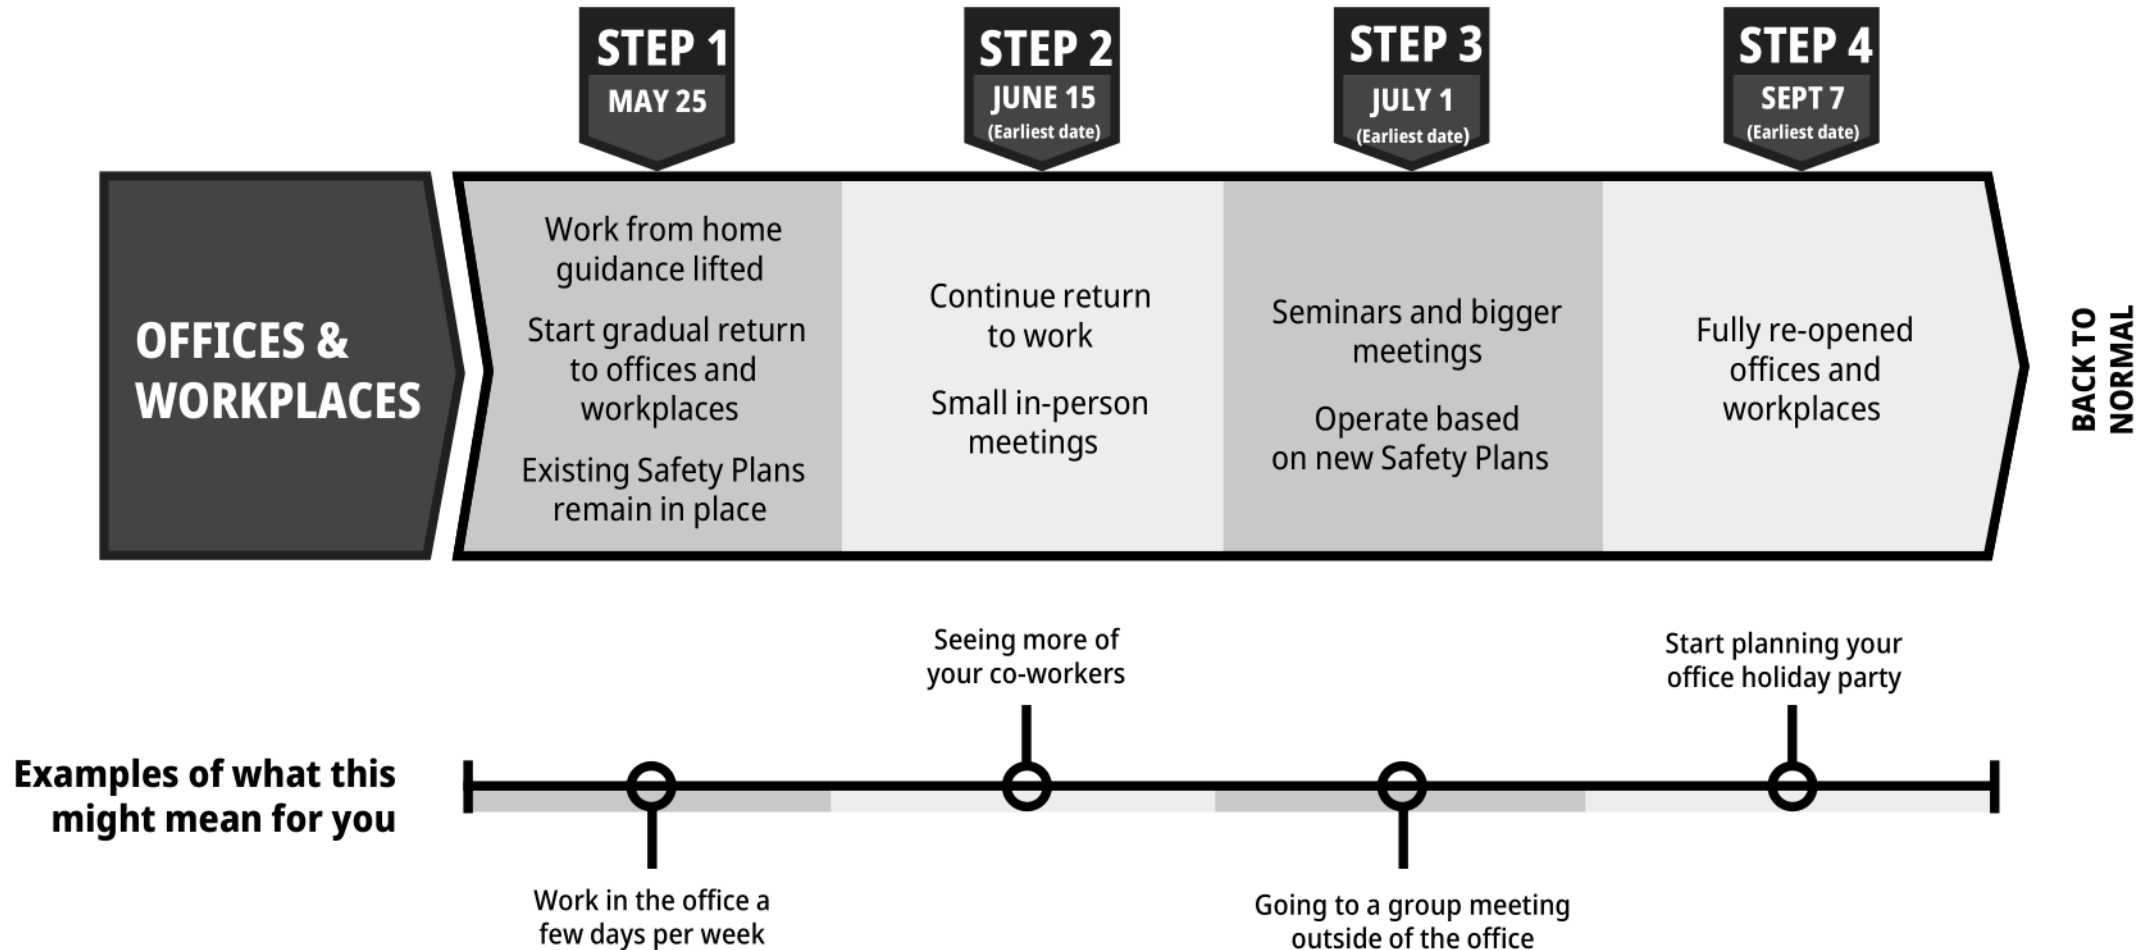 STEP 1
MAY 25
STEP 2
JUNE 15
(Earliest date)
STEP 3
JULY 1
(Earliest date)
STEP 4
SEPT 7
(Earliest date)
OFFICES &
WORKPLACES
Work from home
guidance lifted
Start gradual return
to offices and
workplaces
Existing Safety Plans
remain in place
Continue return
to work
Small in-person
meetings
Seminars and bigger
meetings
Operate based
on new Safety Plans
Fully re-opened
offices and
workplaces
BACK TO
NORMAL
Examples of what this
might mean for you
Work in the office a
few days per week
Seeing more of
your co-workers
Going to a group meeting
outside of the office
Start planning your
office holiday party